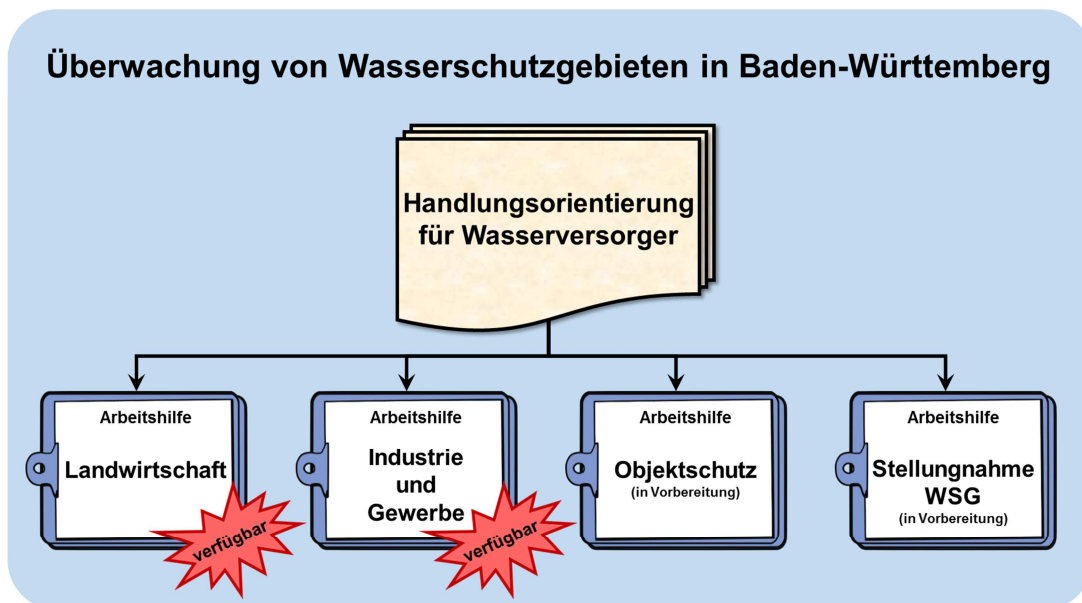 Überwachung von Wasserschutzgebieten in Baden-Württemberg
Handlungsorientierung
für Wasserversorger
Arbeitshilfe
Landwirtschaft
verfügbar
Arbeitshilfe
Industrie
und
Gewerbe
verfügbar
Arbeitshilfe
Objektschutz
(in Vorbereitung)
Arbeitshilfe
Stellungnahme
WSG
(in Vorbereitung)